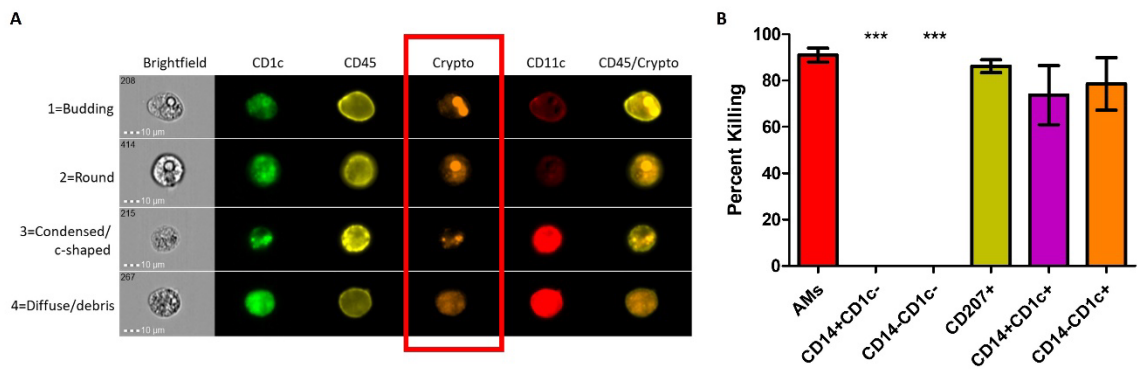 A
Brightfield CD1c CD45 Crypto CD11c CD45/Crypto
1=Budding
208
10 µm
2=Round
414
10 µm
3=Condensed/
c-shaped
215
10 µm
4=Diffuse/debris
267
10 µm
B
*** ***
Percent Killing
100
80
60
40
20
0
AMs
CD14+CD1c-
CD14-CD1c-
CD207+
CD14+CD1c+
CD14-CD1c+